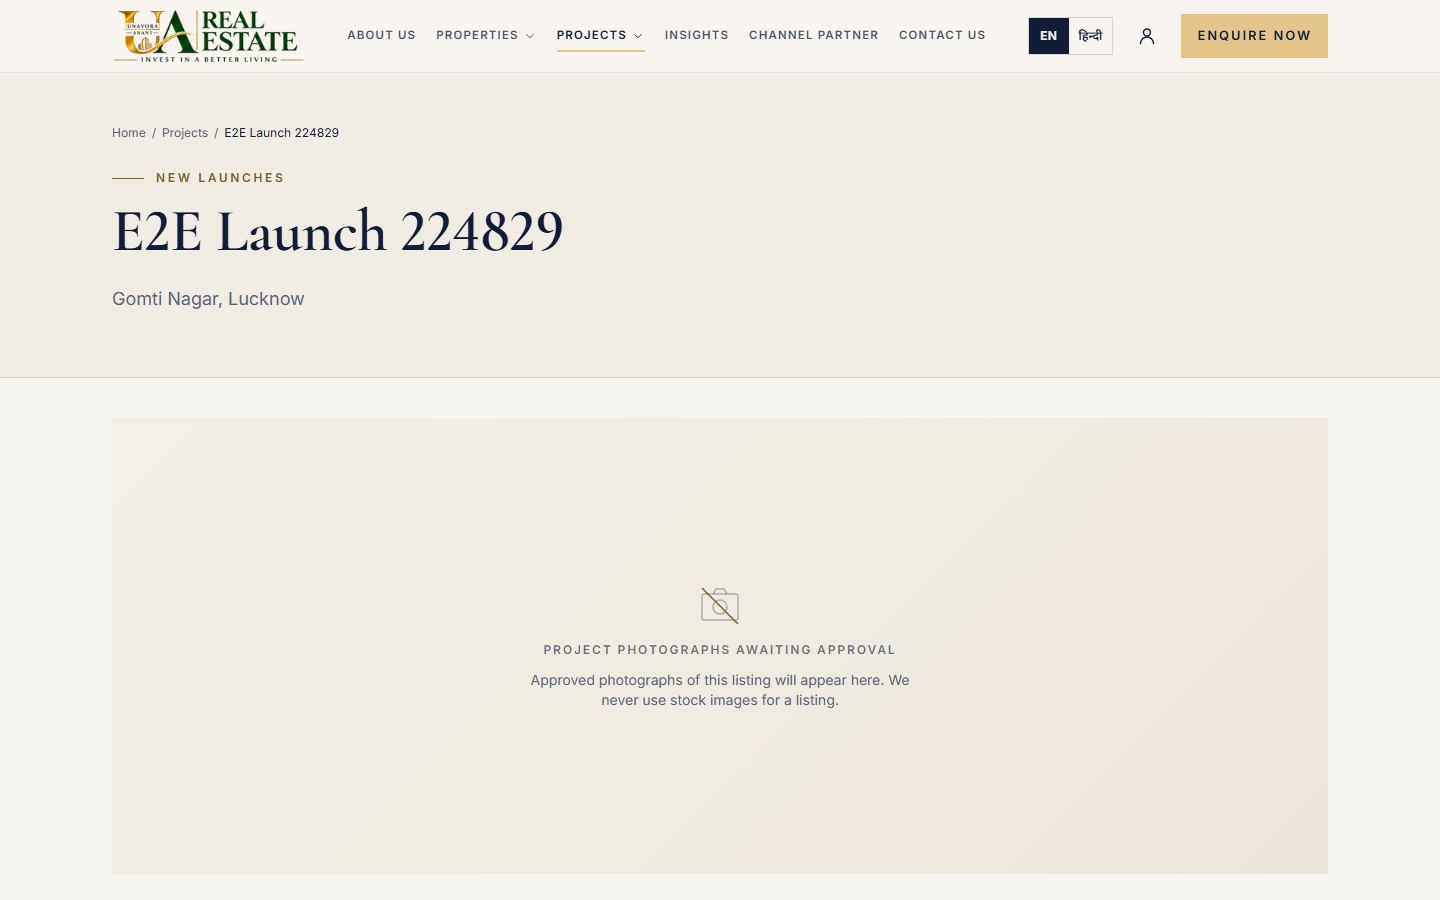 UNAVORA
ANANT
REAL
ESTATE
INVEST IN A BETTER LIVING
ABOUT US
PROPERTIES
PROJECTS
INSIGHTS
CHANNEL PARTNER
CONTACT US
EN
हिन्दी
ENQUIRE NOW
Home / Projects / E2E Launch 224829
NEW LAUNCHES
E2E Launch 224829
Gomti Nagar, Lucknow
PROJECT PHOTOGRAPHS AWAITING APPROVAL
Approved photographs of this listing will appear here. We
never use stock images for a listing.